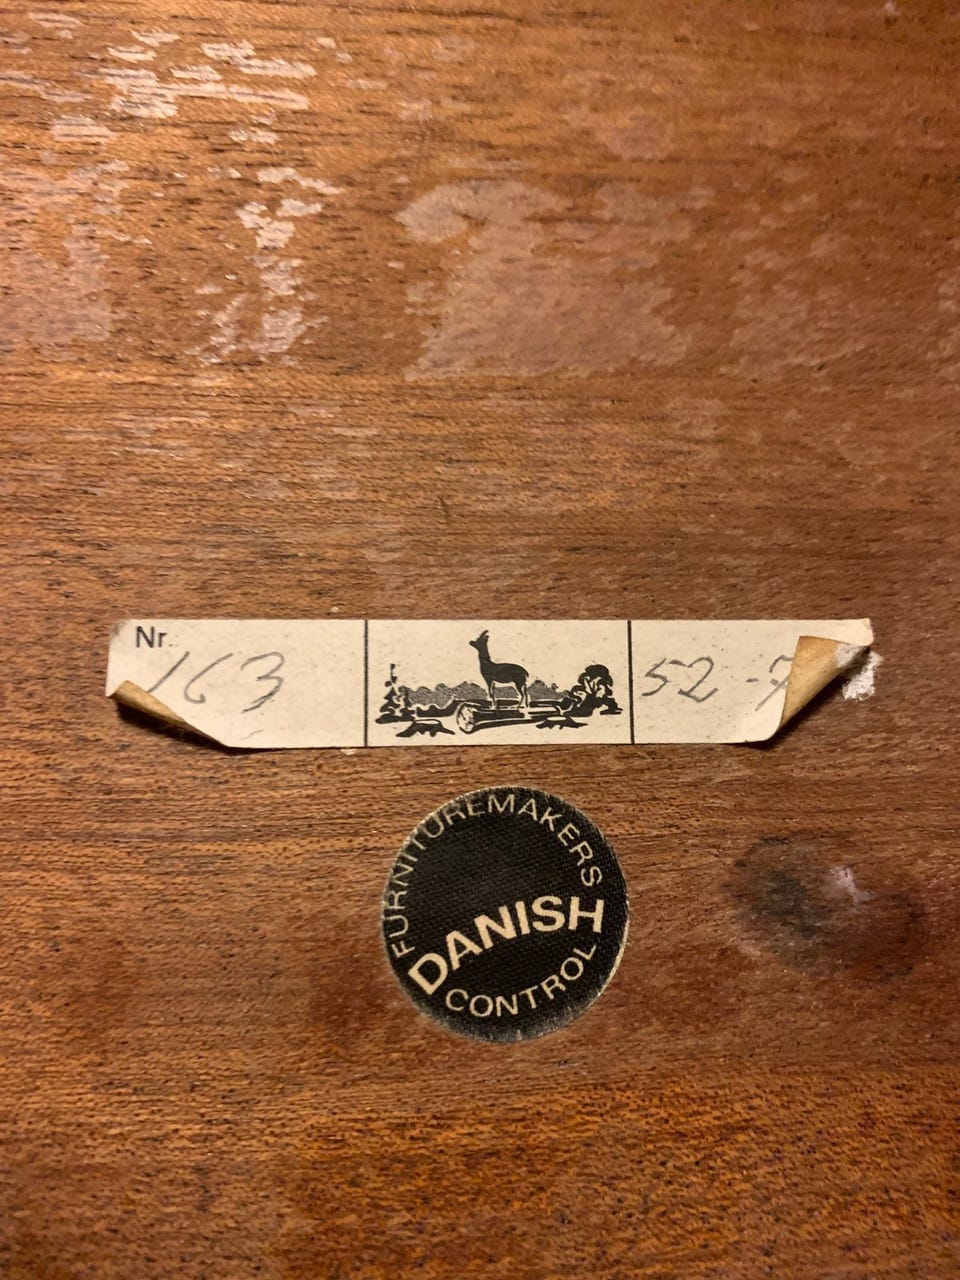 Nr. 163
52-7
FURNITUREMAKERS
DANISH
CONTROL